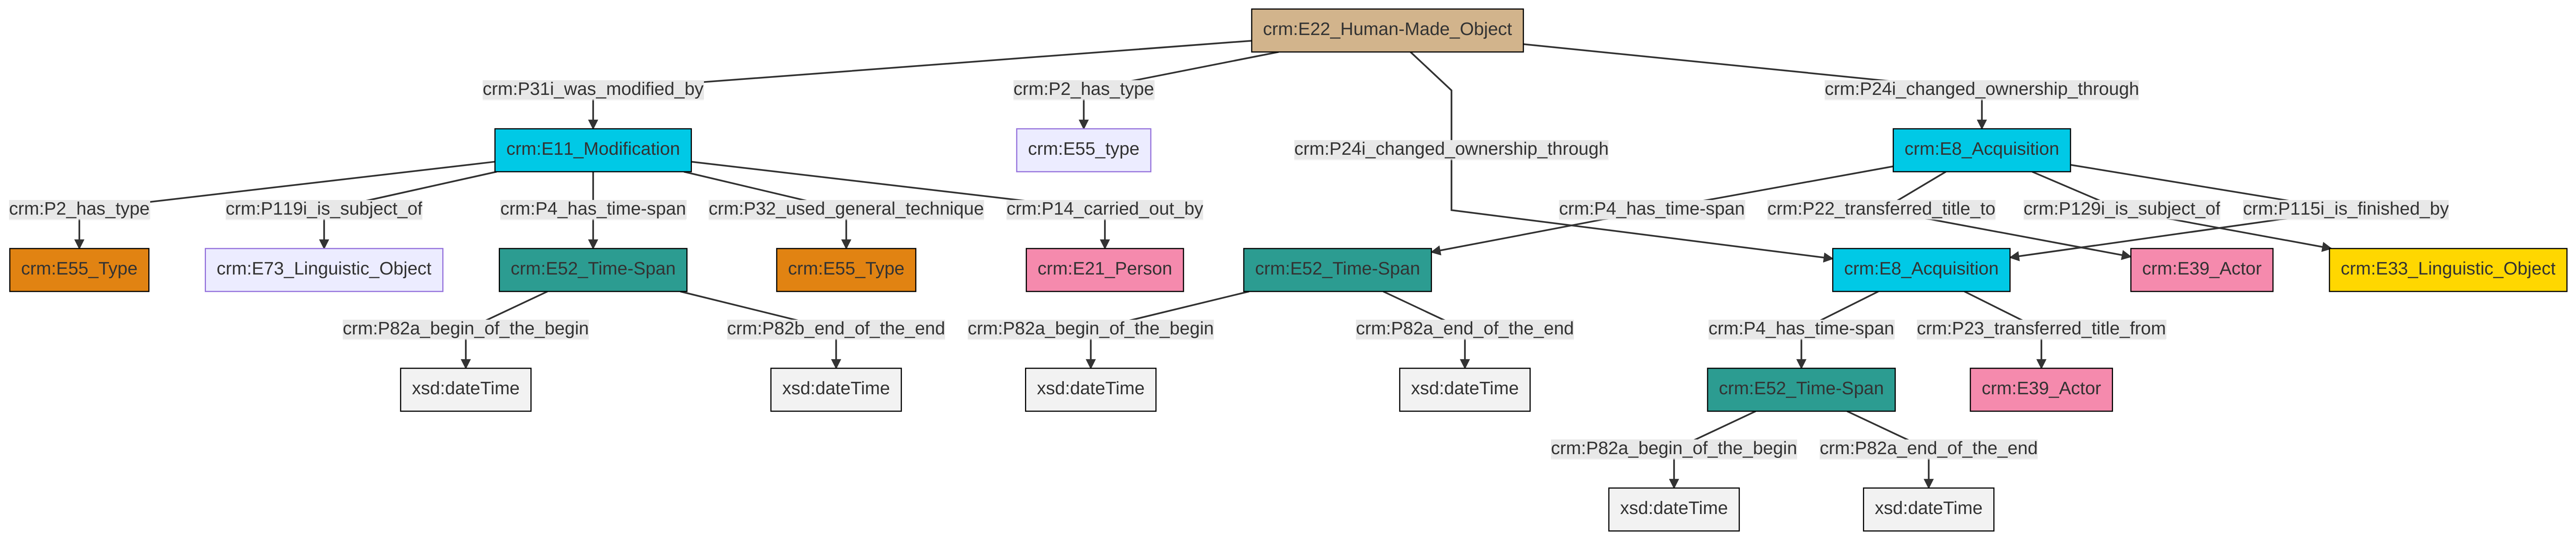 crm:E22_Human-Made_Object
crm:P31i_was_modified_by
crm:P2_has_type
crm:P24i_changed_ownership_through
crm:P24i_changed_ownership_through
crm:E11_Modification
crm:E55_type
crm:E8_Acquisition
crm:P2_has_type
crm:P119i_is_subject_of
crm:P4_has_time-span
crm:P32_used_general_technique
crm:P14_carried_out_by
crm:P4_has_time-span
crm:P22_transferred_title_to
crm:P129i_is_subject_of
crm:P115i_is_finished_by
crm:E55_Type
crm:E73_Linguistic_Object
crm:E52_Time-Span
crm:E55_Type
crm:E21_Person
crm:E52_Time-Span
crm:E8_Acquisition
crm:E39_Actor
crm:E33_Linguistic_Object
crm:P82a_begin_of_the_begin
crm:P82b_end_of_the_end
crm:P82a_begin_of_the_begin
crm:P82a_end_of_the_end
crm:P4_has_time-span
crm:P23_transferred_title_from
xsd:dateTime
xsd:dateTime
xsd:dateTime
xsd:dateTime
crm:E52_Time-Span
crm:E39_Actor
crm:P82a_begin_of_the_begin
crm:P82a_end_of_the_end
xsd:dateTime
xsd:dateTime